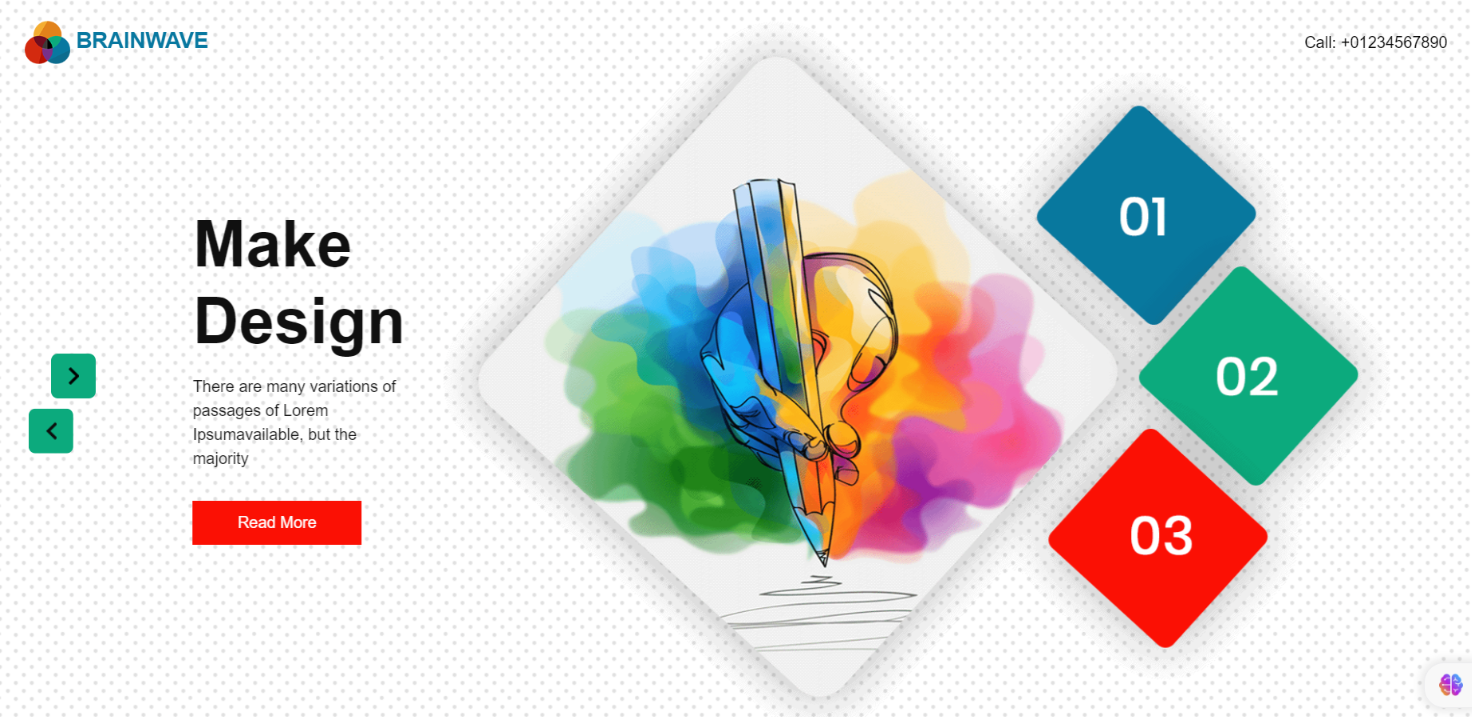 BRAINWAVE
Call: +01234567890
Make
Design
There are many variations of
passages of Lorem
Ipsumavailable, but the
majority
Read More
01
02
03